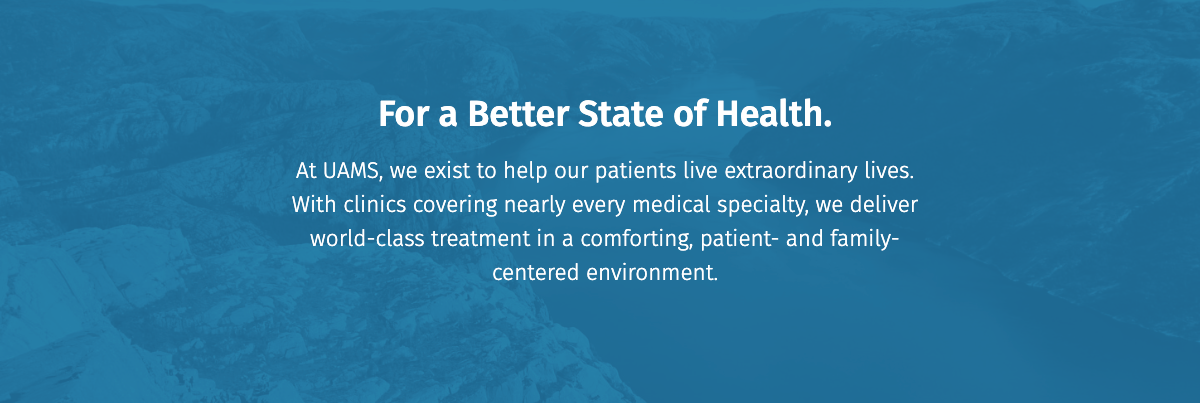 For a Better State of Health.
At UAMS, we exist to help our patients live extraordinary lives.
With clinics covering nearly every medical specialty, we deliver
world-class treatment in a comforting, patient- and family-
centered environment.